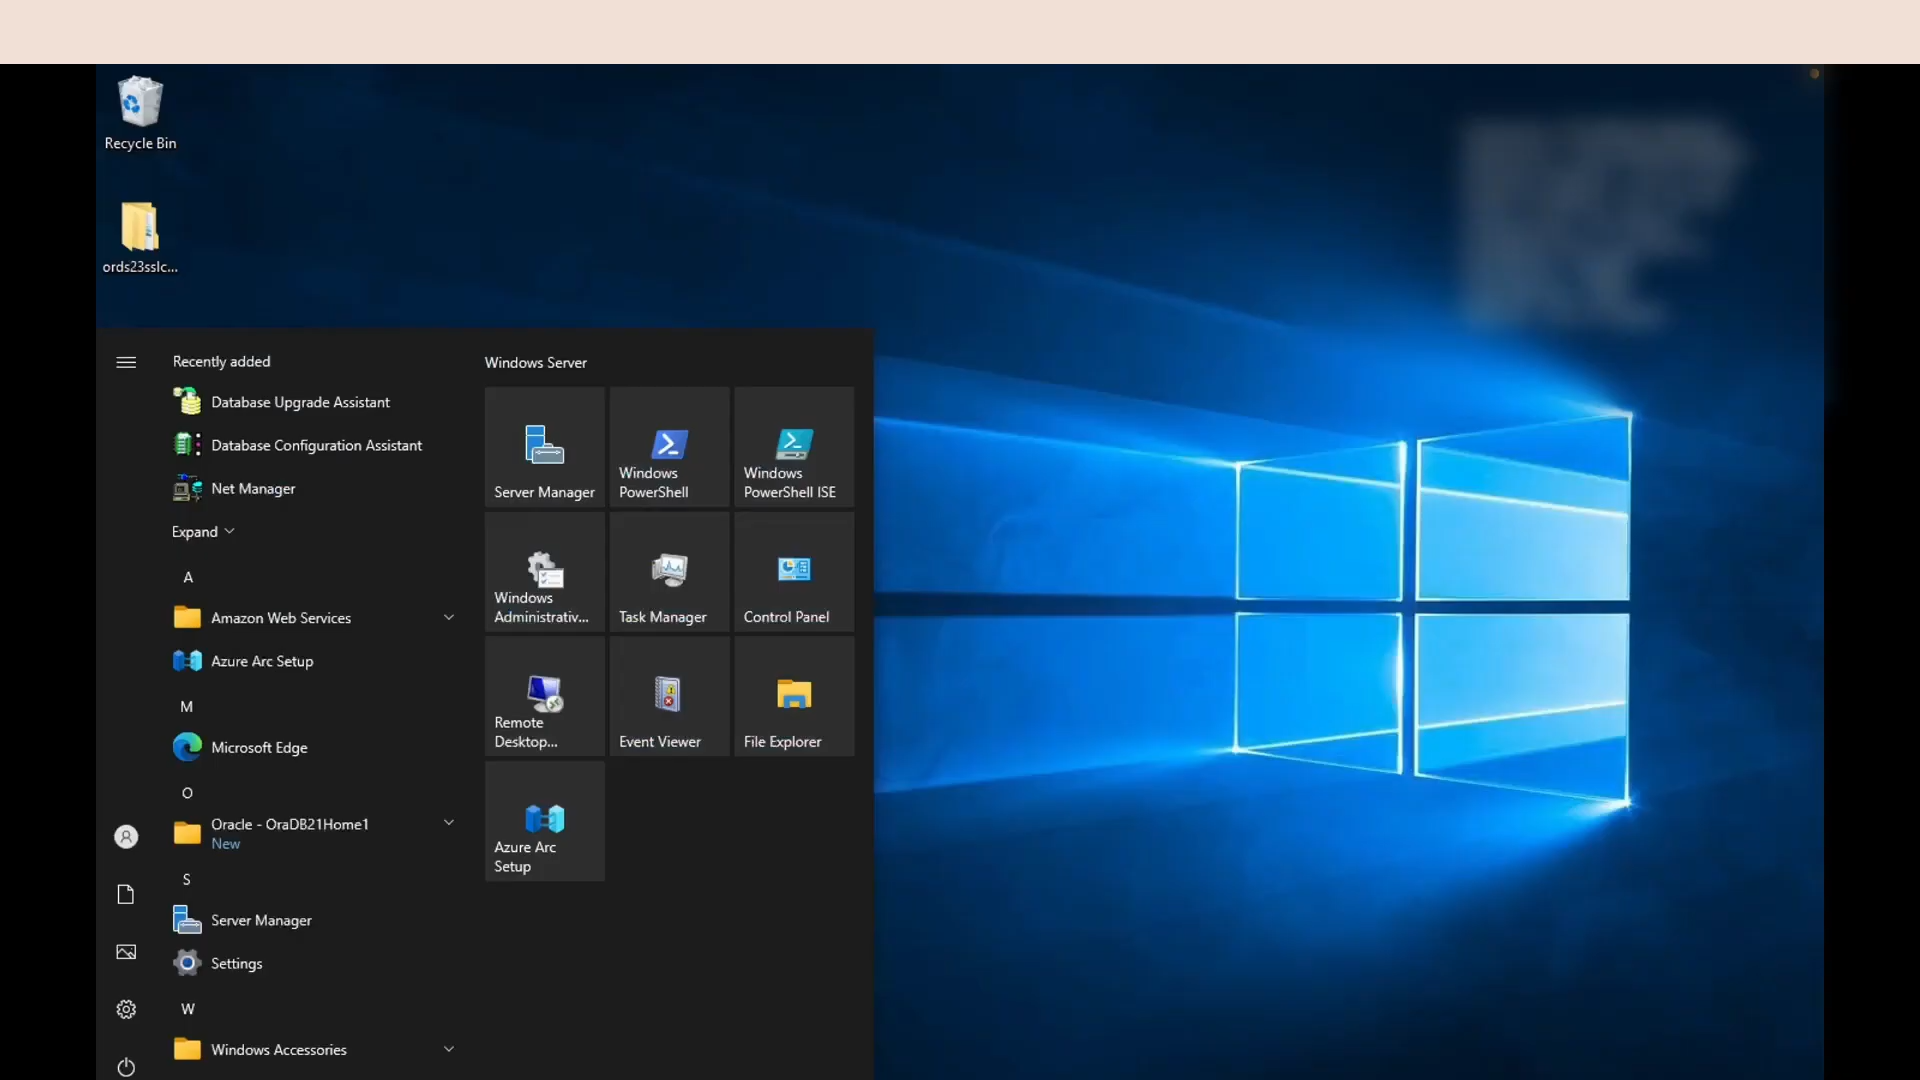 Recycle Bin
ords23sslc...
Recently added
Database Upgrade Assistant
Database Configuration Assistant
Net Manager
Expand
A
Amazon Web Services
Azure Arc Setup
M
Microsoft Edge
O
Oracle - OraDB21Home1
New
S
Server Manager
Settings
W
Windows Accessories
Windows Server
Server Manager
Windows
PowerShell
Windows
PowerShell ISE
Windows
Administrativ...
Task Manager
Control Panel
Remote
Desktop...
Event Viewer
File Explorer
Azure Arc
Setup